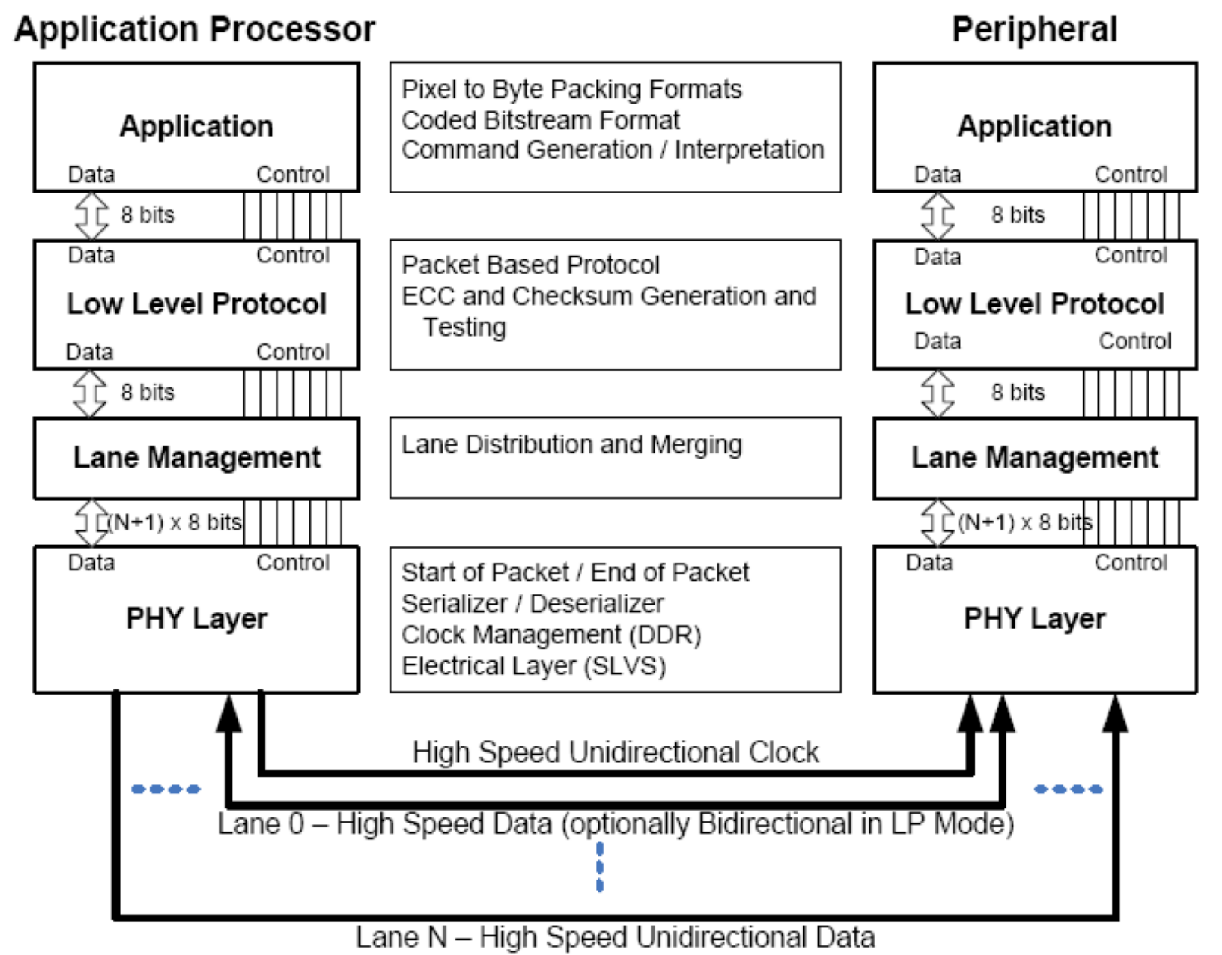 Application Processor
Peripheral
Application
Data Control
8 bits
Data Control
Low Level Protocol
Data Control
8 bits
Lane Management
(N+1) x 8 bits
Data Control
PHY Layer
Pixel to Byte Packing Formats
Coded Bitstream Format
Command Generation / Interpretation
Packet Based Protocol
ECC and Checksum Generation and
Testing
Lane Distribution and Merging
Start of Packet / End of Packet
Serializer / Deserializer
Clock Management (DDR)
Electrical Layer (SLVS)
Application
Data Control
8 bits
Data Control
Low Level Protocol
Data Control
8 bits
Lane Management
(N+1) x 8 bits
Data Control
PHY Layer
High Speed Unidirectional Clock
Lane 0 – High Speed Data (optionally Bidirectional in LP Mode)
Lane N – High Speed Unidirectional Data